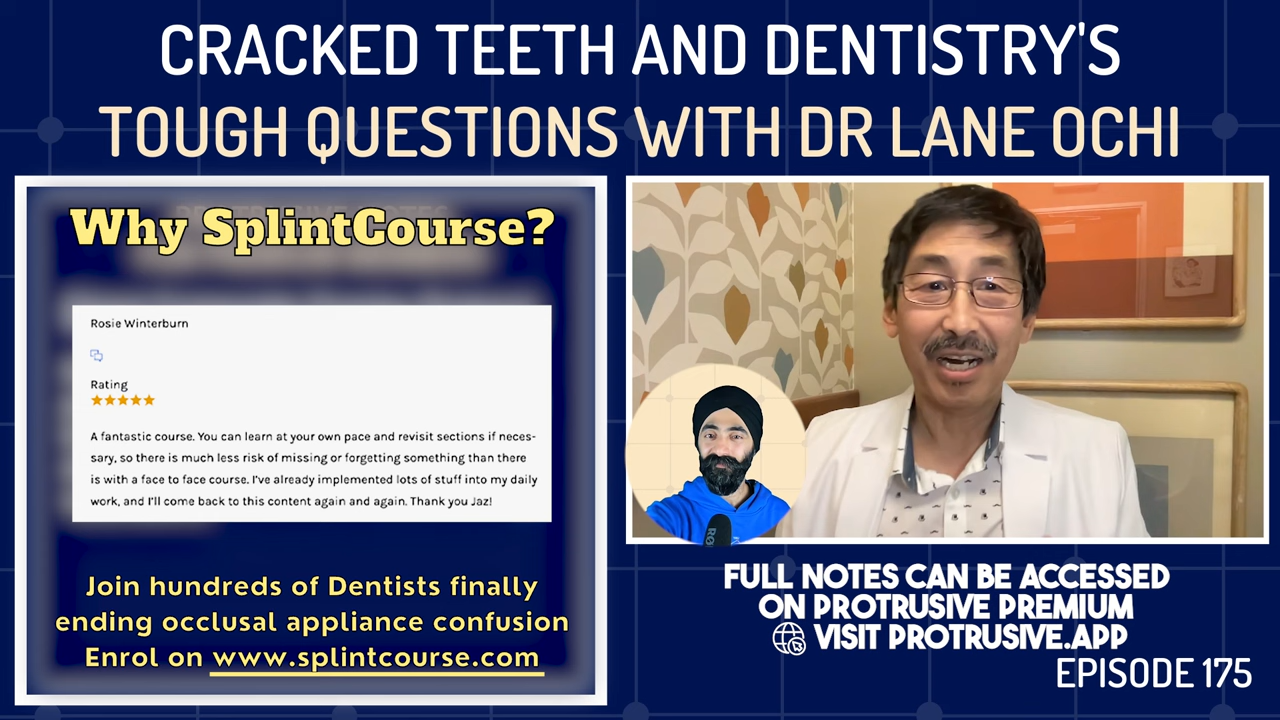 CRACKED TEETH AND DENTISTRY'S
TOUGH QUESTIONS WITH DR LANE OCHI
Why SplintCourse?
Rosie Winterburn
Rating
A fantastic course. You can learn at your own pace and revisit sections if neces-
sary, so there is much less risk of missing or forgetting something than there
is with a face to face course. I've already implemented lots of stuff into my daily
work, and I'll come back to this content again and again. Thank you Jaz!
Join hundreds of Dentists finally
ending occlusal appliance confusion
Enrol on www.splintcourse.com
FULL NOTES CAN BE ACCESSED
ON PROTRUSIVE PREMIUM
VISIT PROTRUSIVE.APP
EPISODE 175